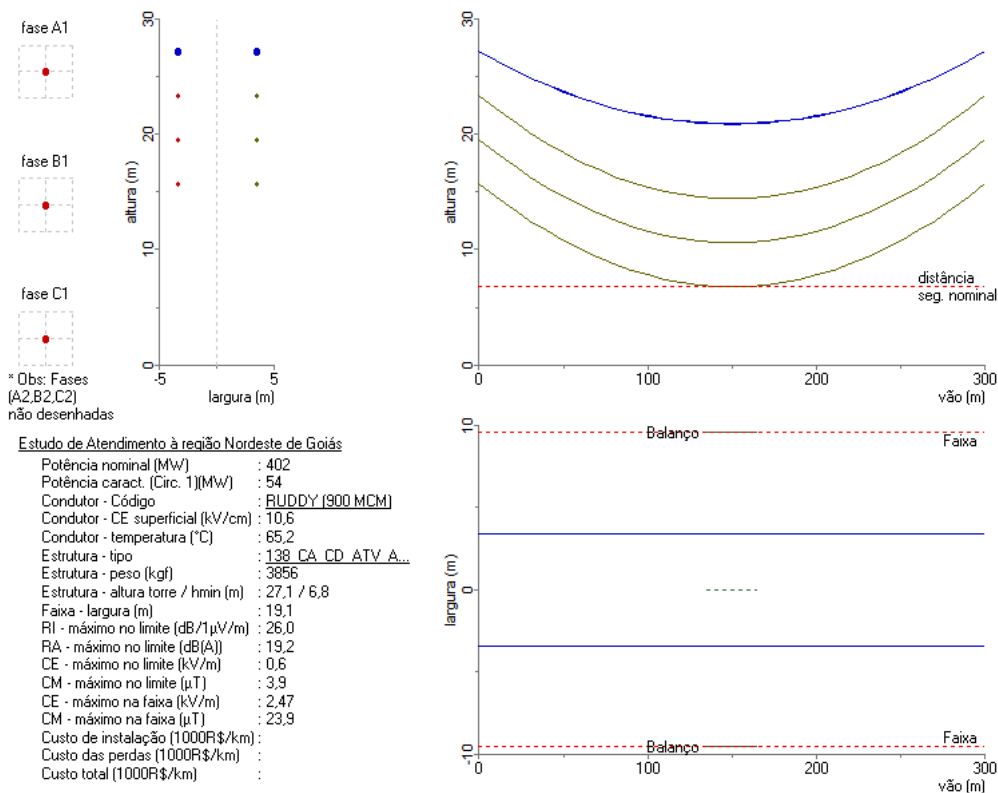 fase A1
fase B1
fase C1
* Obs: Fases
(A2,B2,C2)
não desenhadas
30
20
10
0
altura (m)
-5
5
largura (m)
30
20
10
0
altura (m)
distância
seg. nominal
0
100
200
300
vão (m)
Estudo de Atendimento à região Nordeste de Goiás
Potência nominal (MW) : 402
Potência caract. (Circ. 1)(MW) : 54
Condutor - Código : RUDDY (900 MCM)
Condutor - CE superficial (kV/cm) : 10,6
Condutor - temperatura (°C) : 65,2
Estrutura - tipo : 138_CA_CD_ATV_A...
Estrutura - peso (kgf) : 3856
Estrutura - altura torre / hmin (m) : 27,1 / 6,8
Faixa - largura (m) : 19,1
RI - máximo no limite (dB/1µV/m) : 26,0
RA - máximo no limite (dB(A)) : 19,2
CE - máximo no limite (kV/m) : 0,6
CM - máximo no limite (µT) : 3,9
CE - máximo na faixa (kV/m) : 2,47
CM - máximo na faixa (µT) : 23,9
Custo de instalação (1000R$/km) :
Custo das perdas (1000R$/km) :
Custo total (1000R$/km) :
10
0
-10
largura (m)
Balanço
Faixa
Balanço
Faixa
0
100
200
300
vão (m)